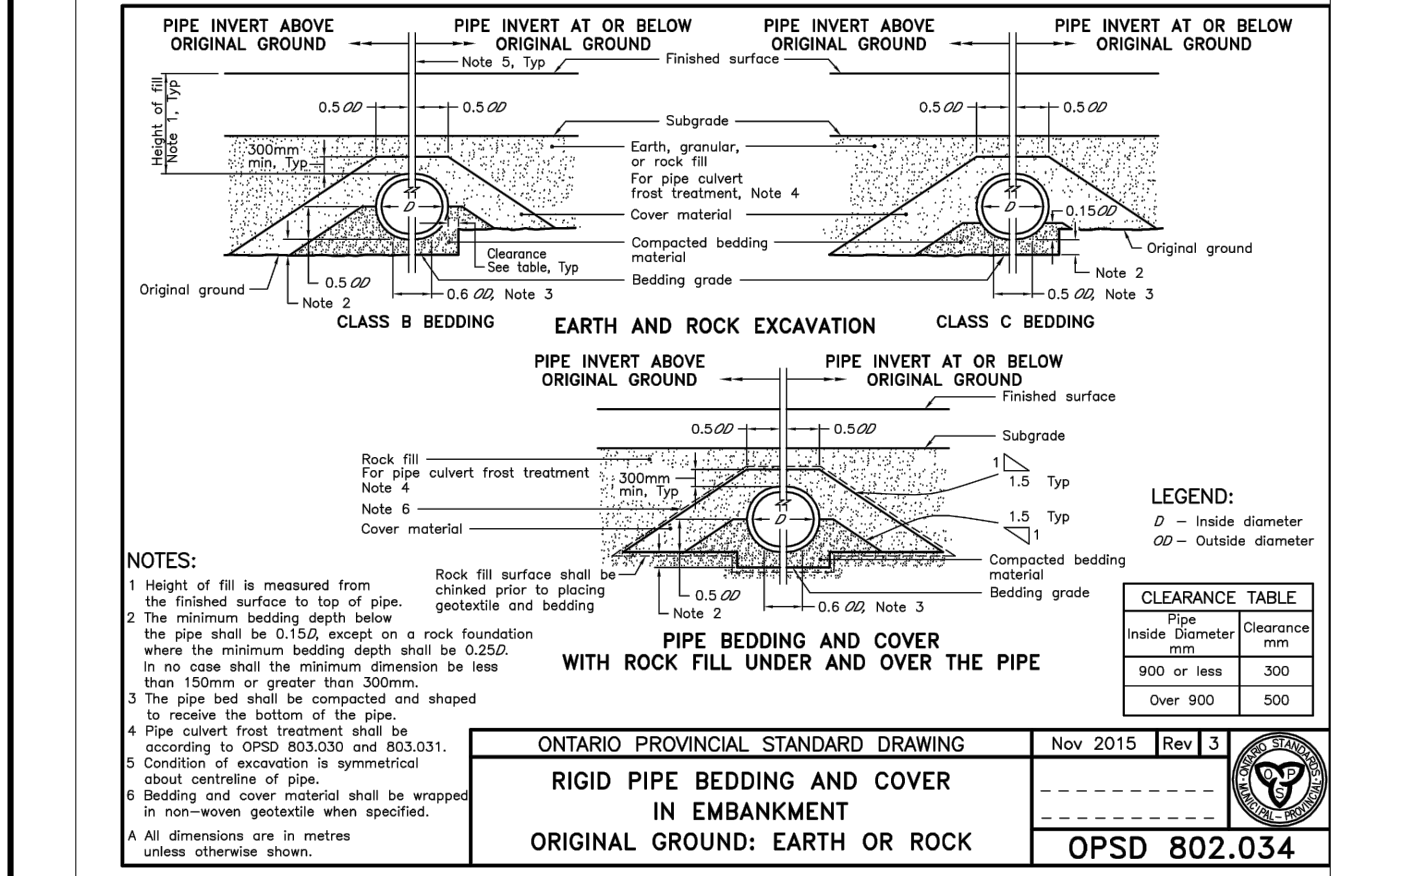 PIPE INVERT ABOVE
ORIGINAL GROUND
PIPE INVERT AT OR BELOW
ORIGINAL GROUND
Note 5, Typ
Finished surface
PIPE INVERT ABOVE
ORIGINAL GROUND
PIPE INVERT AT OR BELOW
ORIGINAL GROUND
Height of fill
Note 1, Typ
0.5 OD
0.5 OD
0.5 OD
0.5 OD
Subgrade
300mm
min, Typ
Earth, granular,
or rock fill
For pipe culvert
frost treatment, Note 4
Cover material
D
D
0.15 OD
Compacted bedding
material
Clearance
See table, Typ
Bedding grade
Original ground
Original ground
0.5 OD
Note 2
0.6 OD, Note 3
Note 2
0.5 OD, Note 3
CLASS B BEDDING
EARTH AND ROCK EXCAVATION
CLASS C BEDDING
PIPE INVERT ABOVE
ORIGINAL GROUND
PIPE INVERT AT OR BELOW
ORIGINAL GROUND
Finished surface
0.5 OD
0.5 OD
Subgrade
Rock fill
For pipe culvert frost treatment
Note 4
300mm
min, Typ
1
1.5 Typ
Note 6
Cover material
D
1.5 Typ
1
Rock fill surface shall be
chinked prior to placing
geotextile and bedding
Compacted bedding
material
Bedding grade
0.5 OD
Note 2
0.6 OD, Note 3
PIPE BEDDING AND COVER
WITH ROCK FILL UNDER AND OVER THE PIPE
LEGEND:
D – Inside diameter
OD – Outside diameter
CLEARANCE TABLE
Pipe
Inside Diameter
mm
Clearance
mm
900 or less
300
Over 900
500
NOTES:
1 Height of fill is measured from
the finished surface to top of pipe.
2 The minimum bedding depth below
the pipe shall be 0.15D, except on a rock foundation
where the minimum bedding depth shall be 0.25D.
In no case shall the minimum dimension be less
than 150mm or greater than 300mm.
3 The pipe bed shall be compacted and shaped
to receive the bottom of the pipe.
4 Pipe culvert frost treatment shall be
according to OPSD 803.030 and 803.031.
5 Condition of excavation is symmetrical
about centreline of pipe.
6 Bedding and cover material shall be wrapped
in non-woven geotextile when specified.
A All dimensions are in metres
unless otherwise shown.
ONTARIO PROVINCIAL STANDARD DRAWING
Nov 2015
Rev
3
RIGID PIPE BEDDING AND COVER
IN EMBANKMENT
ORIGINAL GROUND: EARTH OR ROCK
ONTARIO STANDARDS
MUNICIPAL – PROVINCIAL
O P S
OPSD 802.034